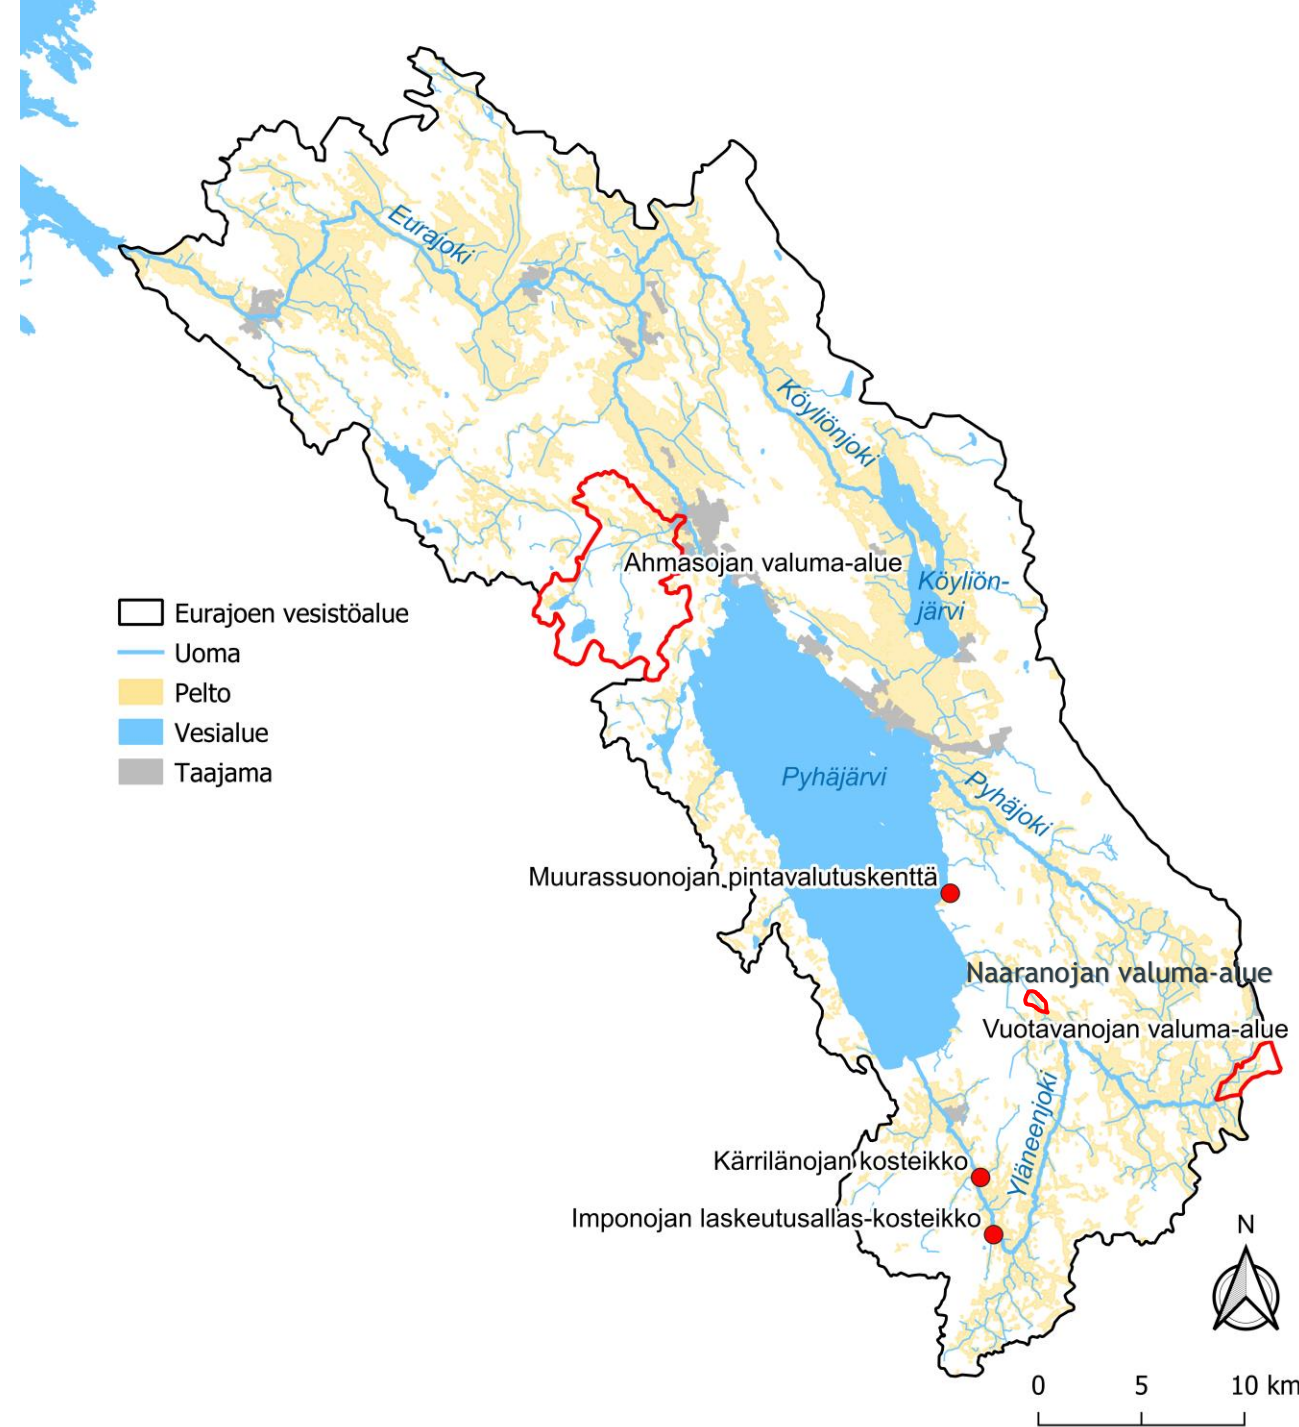 Eurajoki
Köyliönjoki
Ahmasojan valuma-alue
Köyliön-
järvi
Eurajoen vesistöalue
Uoma
Pelto
Vesialue
Taajama
Pyhäjärvi
Pyhäjoki
Muurassuonojan pintavalutuskenttä
Naaranojan valuma-alue
Vuotavanojan valuma-alue
Yläneenjoki
Kärrilänojan kosteikko
Imponojan laskeutusallas-kosteikko
N
0 5 10 km